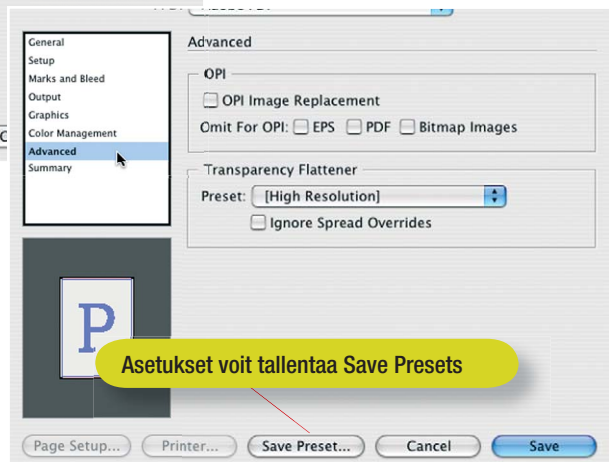 General
Setup
Marks and Bleed
Output
Graphics
Color Management
Advanced
Summary
Advanced
OPI
OPI Image Replacement
Omit For OPI: EPS PDF Bitmap Images
Transparency Flattener
Preset: [High Resolution]
Ignore Spread Overrides
P
Asetukset voit tallentaa Save Presets
Page Setup... Printer... Save Preset... Cancel Save